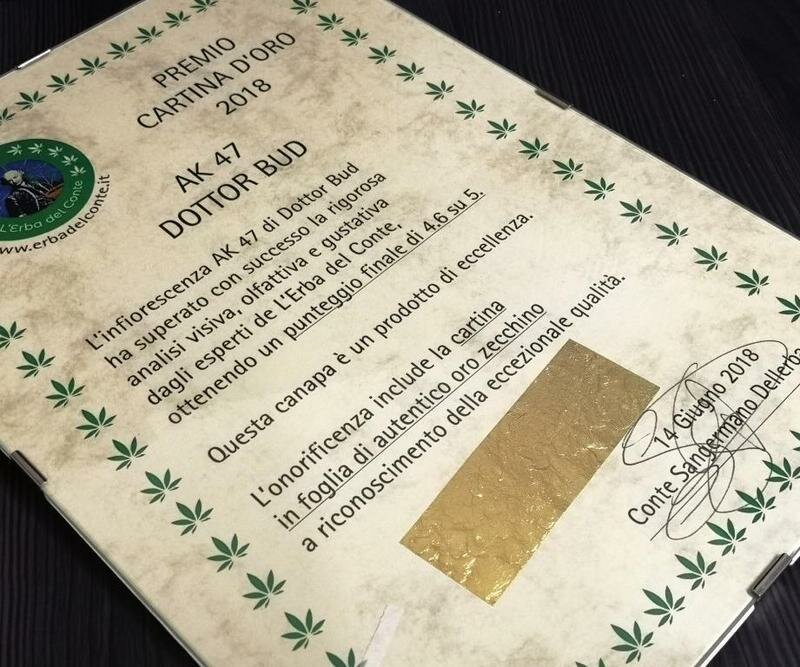 PREMIO
CARTINA D'ORO
2018
L'Erba del Conte
www.erbadelconte.it
AK 47
DOTTOR BUD
L'infiorescenza AK 47 di Dottor Bud
ha superato con successo la rigorosa
analisi visiva, olfattiva e gustativa
dagli esperti de L'Erba del Conte,
ottenendo un punteggio finale di 4.6 su 5.
Questa canapa è un prodotto di eccellenza.
L'onorificenza include la cartina
in foglia di autentico oro zecchino
a riconoscimento della eccezionale qualità.
14 Giugno 2018
Conte Sandermano Dellerba